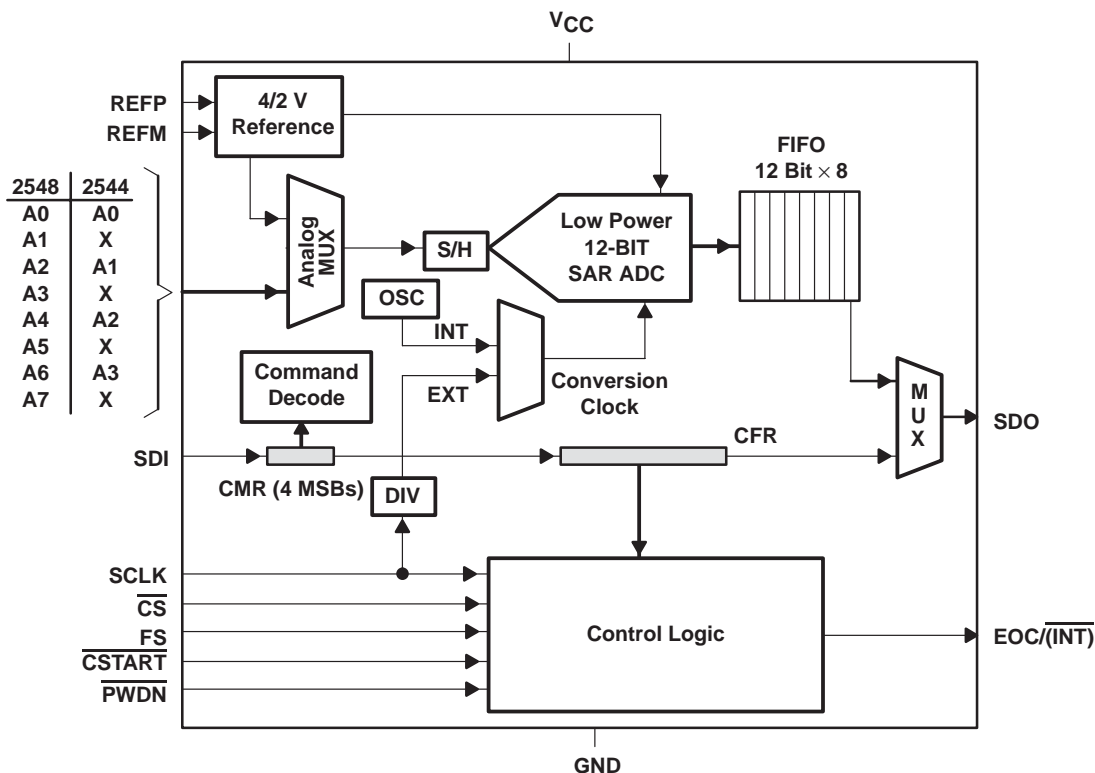 VCC
REFP
REFM
4/2 V
Reference
FIFO
12 Bit × 8
2548 2544
A0 A0
A1 X
A2 A1
A3 X
A4 A2
A5 X
A6 A3
A7 X
Analog
MUX
S/H
Low Power
12-BIT
SAR ADC
OSC
INT
EXT
Conversion
Clock
Command
Decode
MUX
SDO
SDI
CMR (4 MSBs)
CFR
DIV
SCLK
CS
FS
CSTART
PWDN
Control Logic
EOC/(INT)
GND